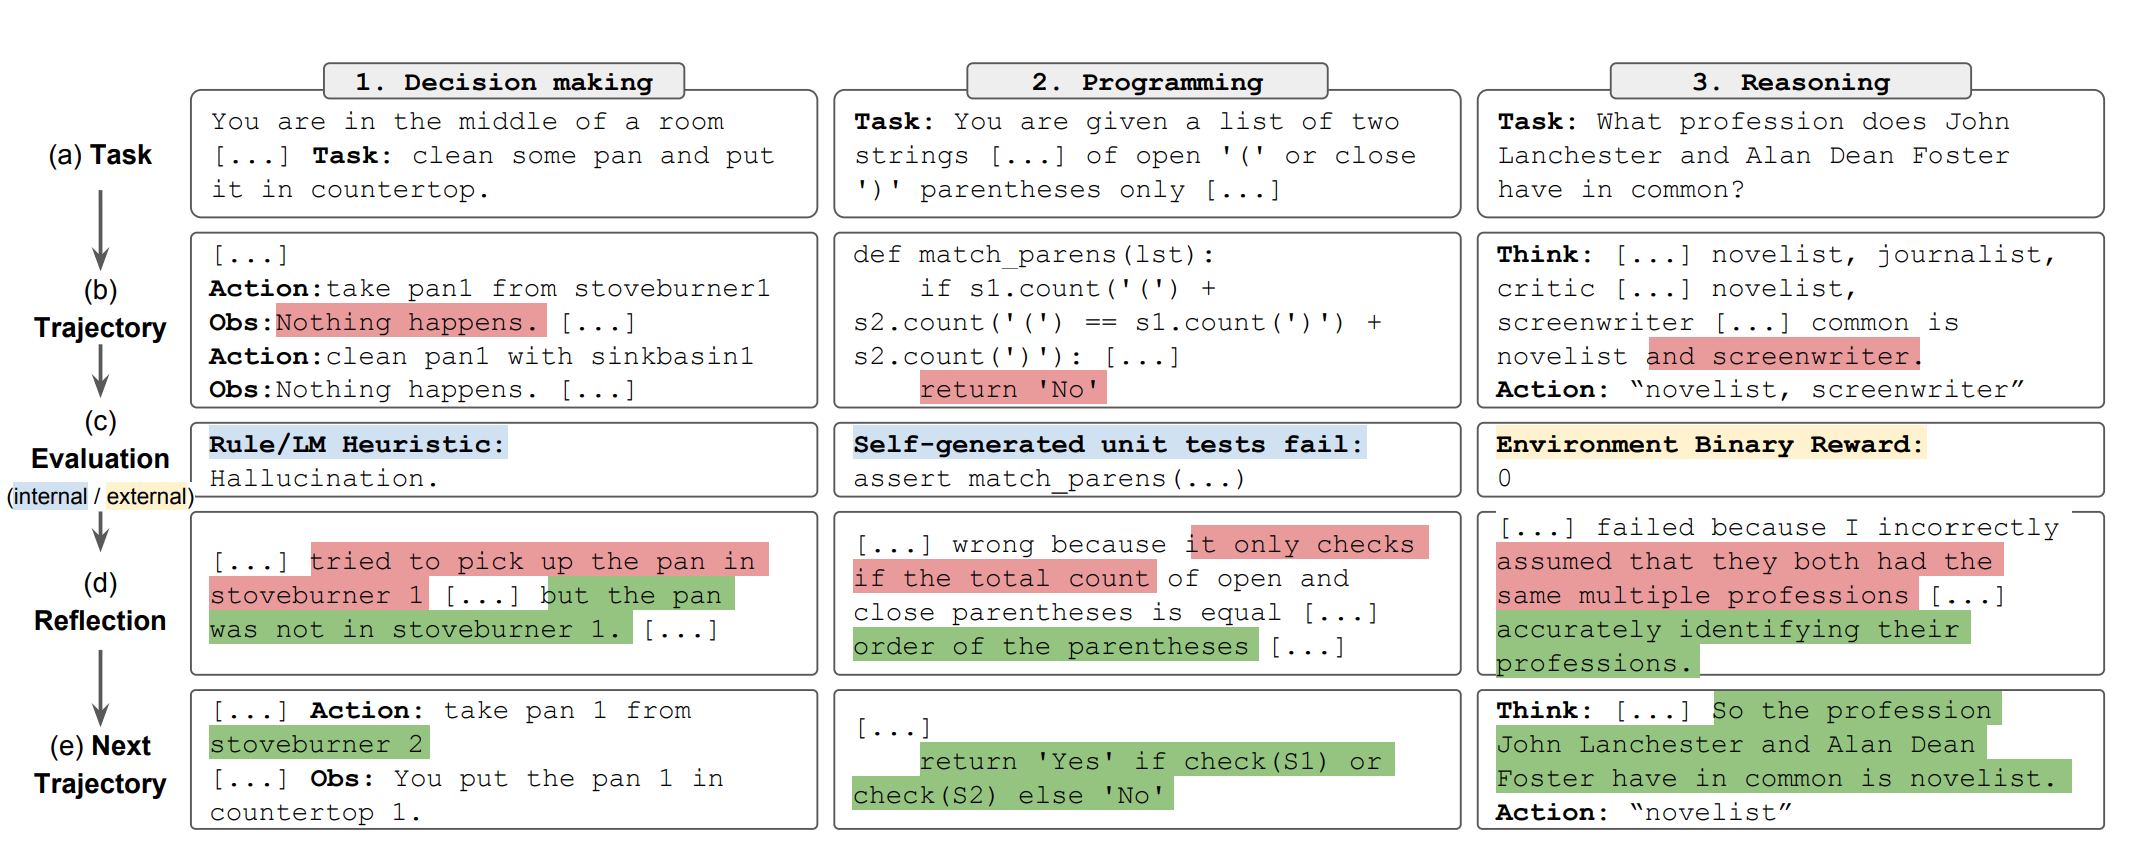 1. Decision making
2. Programming
3. Reasoning
(a) Task
You are in the middle of a room
[...] Task: clean some pan and put
it in countertop.
Task: You are given a list of two
strings [...] of open '(' or close
')' parentheses only [...]
Task: What profession does John
Lanchester and Alan Dean Foster
have in common?
(b)
Trajectory
[...]
Action:take pan1 from stoveburner1
Obs:Nothing happens. [...]
Action:clean pan1 with sinkbasin1
Obs:Nothing happens. [...]
def match_parens(lst):
    if s1.count('(') +
s2.count('(') == s1.count(')') +
s2.count(')'): [...]
    return 'No'
Think: [...] novelist, journalist,
critic [...] novelist,
screenwriter [...] common is
novelist and screenwriter.
Action: “novelist, screenwriter”
(c)
Evaluation
(internal / external)
Rule/LM Heuristic:
Hallucination.
Self-generated unit tests fail:
assert match_parens(...)
Environment Binary Reward:
0
(d)
Reflection
[...] tried to pick up the pan in
stoveburner 1 [...] but the pan
was not in stoveburner 1. [...]
[...] wrong because it only checks
if the total count of open and
close parentheses is equal [...]
order of the parentheses [...]
[...] failed because I incorrectly
assumed that they both had the
same multiple professions [...]
accurately identifying their
professions.
(e) Next
Trajectory
[...] Action: take pan 1 from
stoveburner 2
[...] Obs: You put the pan 1 in
countertop 1.
[...]
    return 'Yes' if check(S1) or
check(S2) else 'No'
Think: [...] So the profession
John Lanchester and Alan Dean
Foster have in common is novelist.
Action: “novelist”